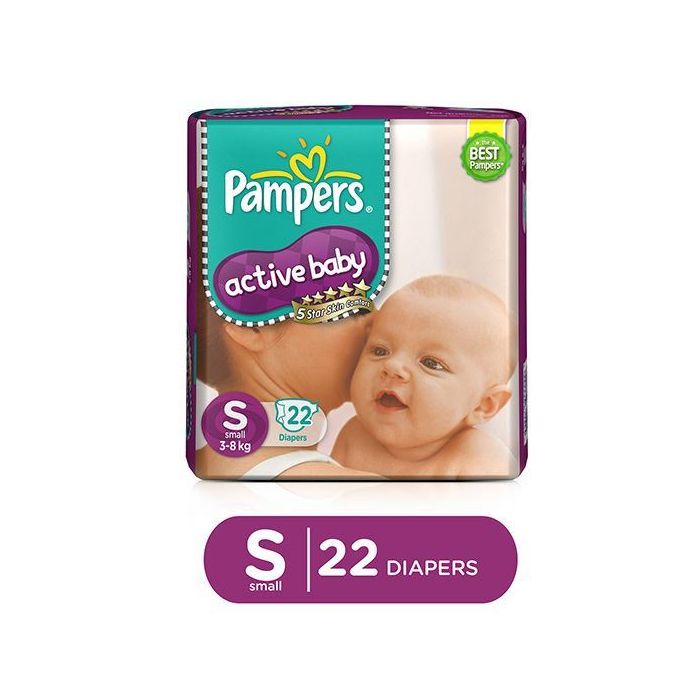 the
BEST
Pampers
Pampers®
active baby
5 Star Skin Comfort
S
small
3-8 kg
22
Diapers
S
small
22 DIAPERS